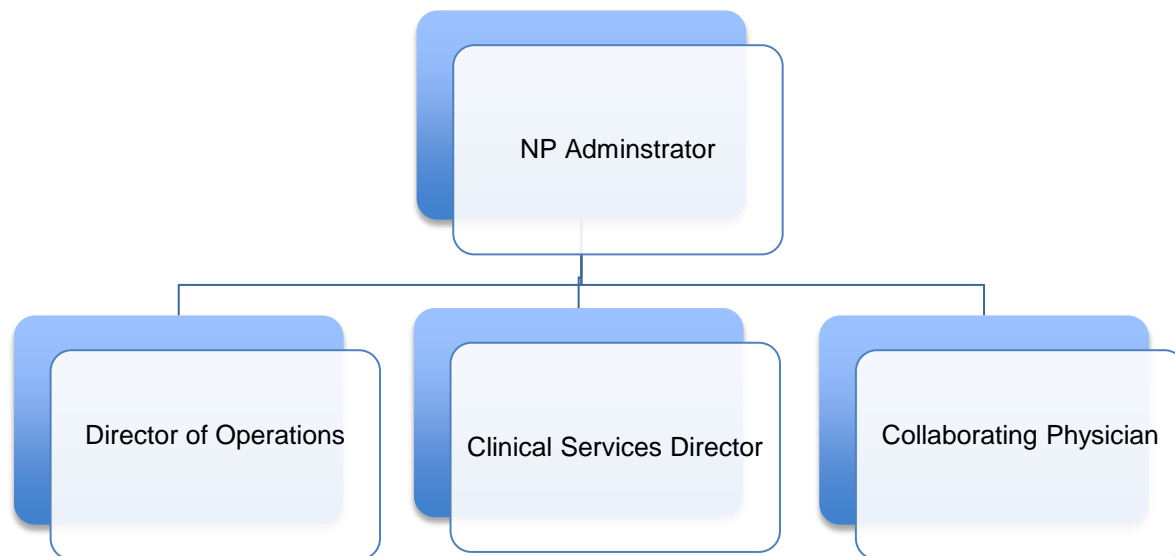 NP Adminstrator
Director of Operations
Clinical Services Director
Collaborating Physician